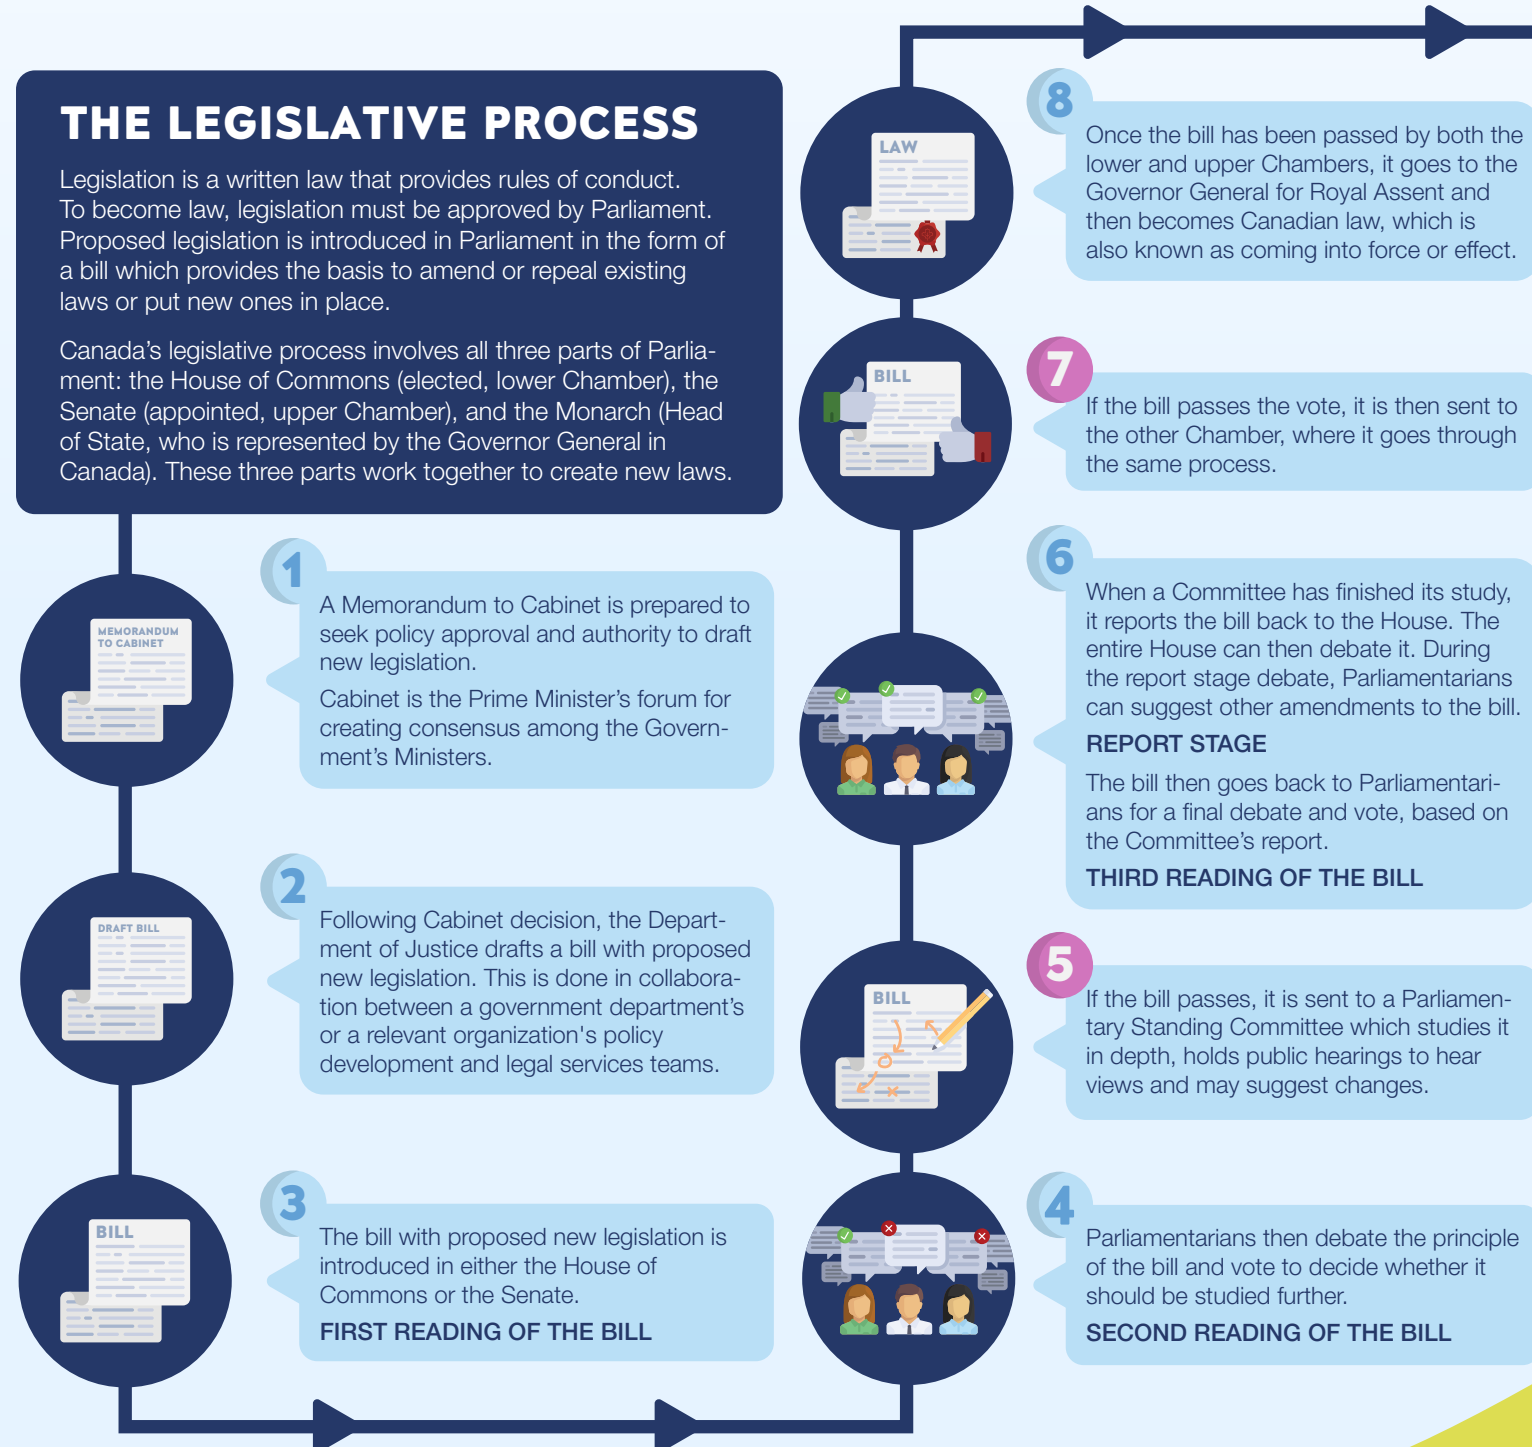 THE LEGISLATIVE PROCESS
Legislation is a written law that provides rules of conduct.
To become law, legislation must be approved by Parliament.
Proposed legislation is introduced in Parliament in the form of
a bill which provides the basis to amend or repeal existing
laws or put new ones in place.
Canada's legislative process involves all three parts of Parlia-
ment: the House of Commons (elected, lower Chamber), the
Senate (appointed, upper Chamber), and the Monarch (Head
of State, who is represented by the Governor General in
Canada). These three parts work together to create new laws.
MEMORANDUM
TO CABINET
1
A Memorandum to Cabinet is prepared to
seek policy approval and authority to draft
new legislation.
Cabinet is the Prime Minister's forum for
creating consensus among the Govern-
ment's Ministers.
DRAFT BILL
2
Following Cabinet decision, the Depart-
ment of Justice drafts a bill with proposed
new legislation. This is done in collabora-
tion between a government department's
or a relevant organization's policy
development and legal services teams.
BILL
3
The bill with proposed new legislation is
introduced in either the House of
Commons or the Senate.
FIRST READING OF THE BILL
4
Parliamentarians then debate the principle
of the bill and vote to decide whether it
should be studied further.
SECOND READING OF THE BILL
BILL
5
If the bill passes, it is sent to a Parliamen-
tary Standing Committee which studies it
in depth, holds public hearings to hear
views and may suggest changes.
6
When a Committee has finished its study,
it reports the bill back to the House. The
entire House can then debate it. During
the report stage debate, Parliamentarians
can suggest other amendments to the bill.
REPORT STAGE
The bill then goes back to Parliamentari-
ans for a final debate and vote, based on
the Committee's report.
THIRD READING OF THE BILL
BILL
7
If the bill passes the vote, it is then sent to
the other Chamber, where it goes through
the same process.
LAW
8
Once the bill has been passed by both the
lower and upper Chambers, it goes to the
Governor General for Royal Assent and
then becomes Canadian law, which is
also known as coming into force or effect.